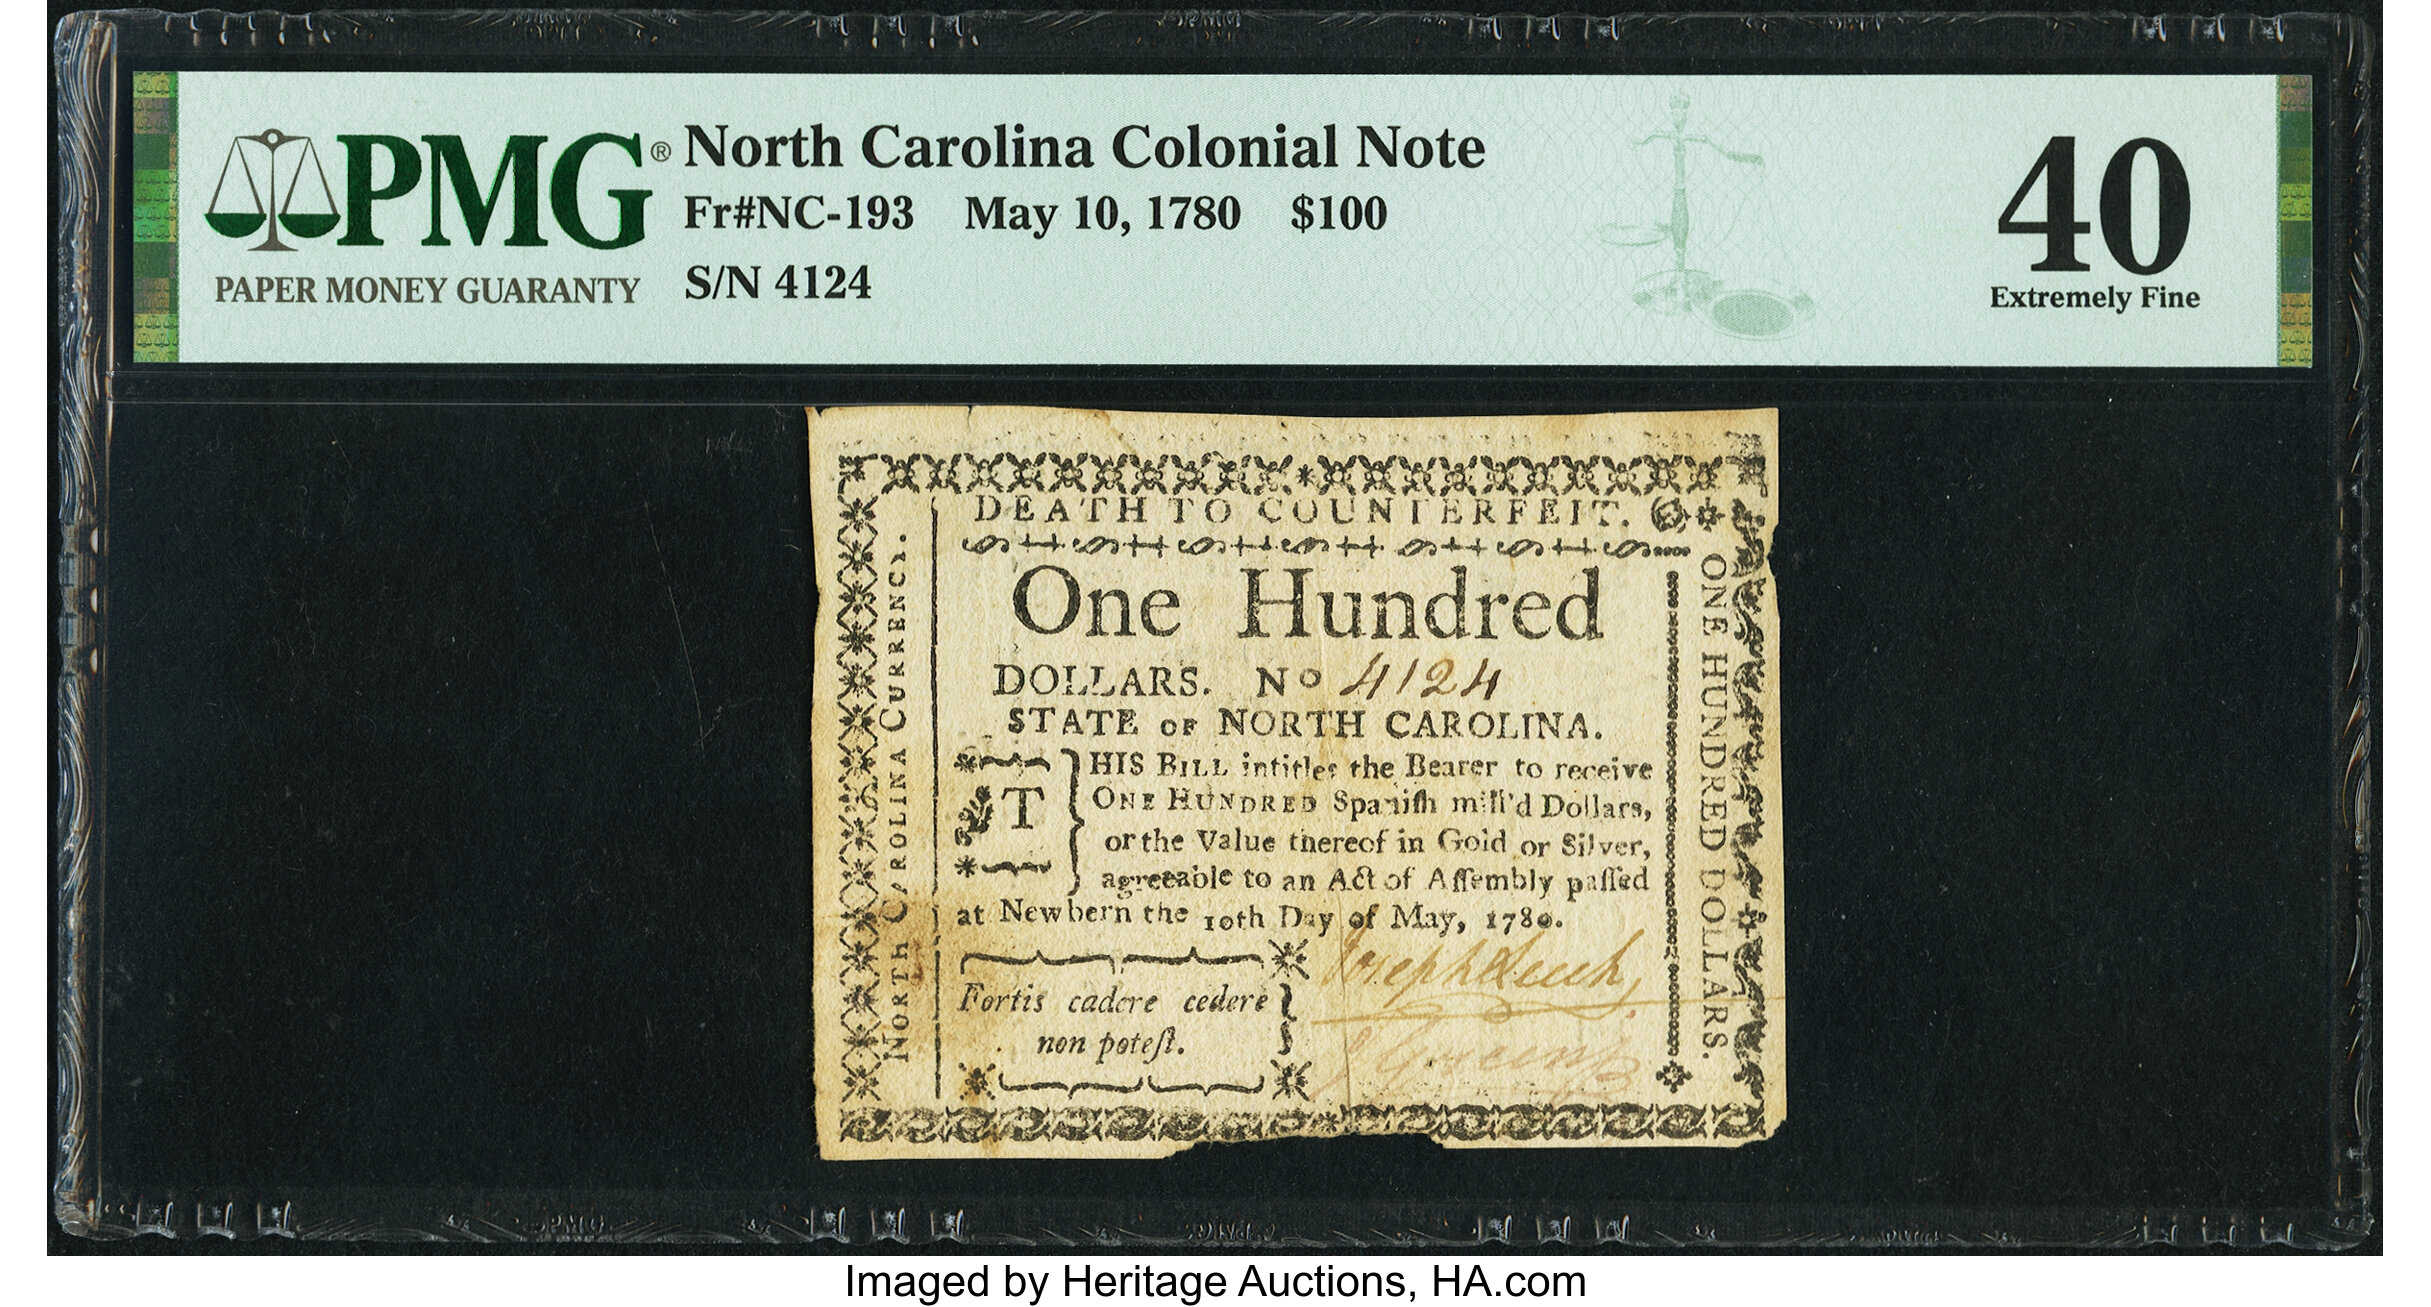 PMG®
PAPER MONEY GUARANTY
North Carolina Colonial Note
Fr#NC-193 May 10, 1780 $100
S/N 4124
40
Extremely Fine
DEATH TO COUNTERFEIT.
One Hundred
DOLLARS. No 4124
STATE OF NORTH CAROLINA.
THIS BILL intitles the Bearer to receive
ONE HUNDRED Spaniſh mill'd Dollars,
or the Value thereof in Gold or Silver,
agreeable to an Act of Aſſembly paſſed
at Newbern the 10th Day of May, 1780.
Fortis cadere cedere
non poteſt.
Joseph Leech
NORTH CAROLINA CURRENCY.
ONE HUNDRED DOLLARS.
Imaged by Heritage Auctions, HA.com